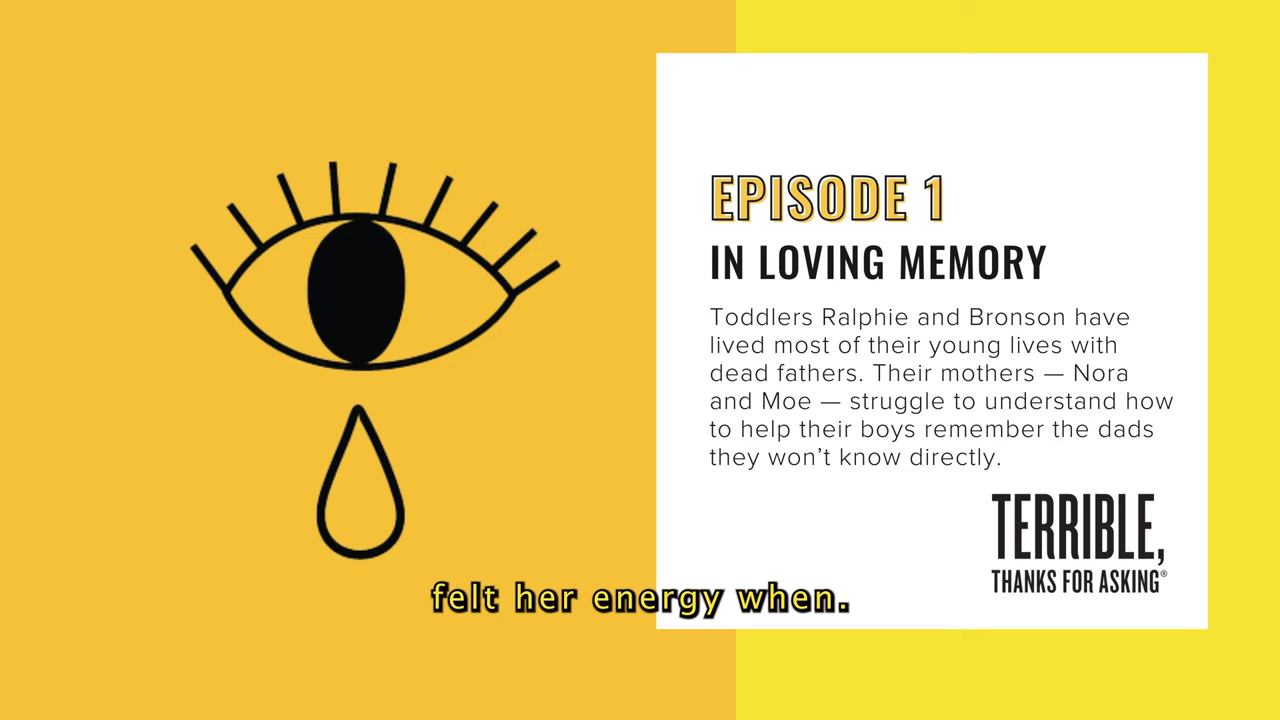 EPISODE 1
IN LOVING MEMORY
Toddlers Ralphie and Bronson have
lived most of their young lives with
dead fathers. Their mothers — Nora
and Moe — struggle to understand how
to help their boys remember the dads
they won’t know directly.
TERRIBLE,
THANKS FOR ASKING®
felt her energy when.